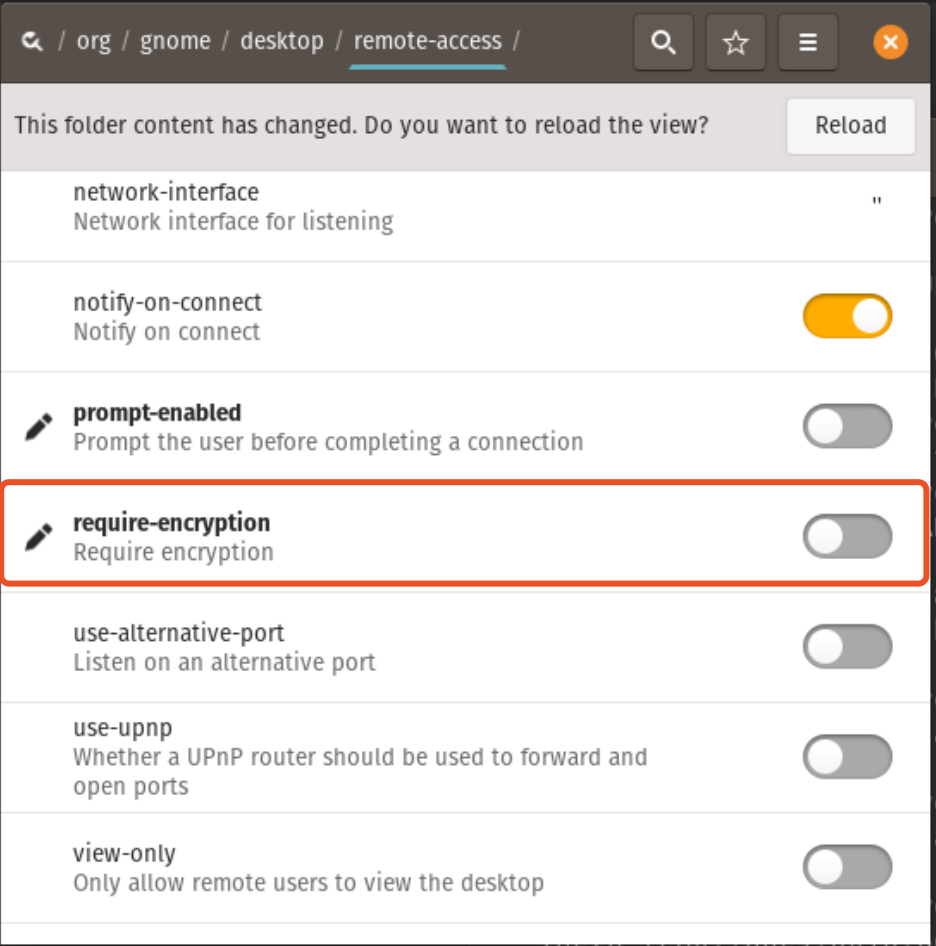 / org / gnome / desktop / remote-access /
This folder content has changed. Do you want to reload the view?
Reload
network-interface
Network interface for listening
''
notify-on-connect
Notify on connect
prompt-enabled
Prompt the user before completing a connection
require-encryption
Require encryption
use-alternative-port
Listen on an alternative port
use-upnp
Whether a UPnP router should be used to forward and
open ports
view-only
Only allow remote users to view the desktop